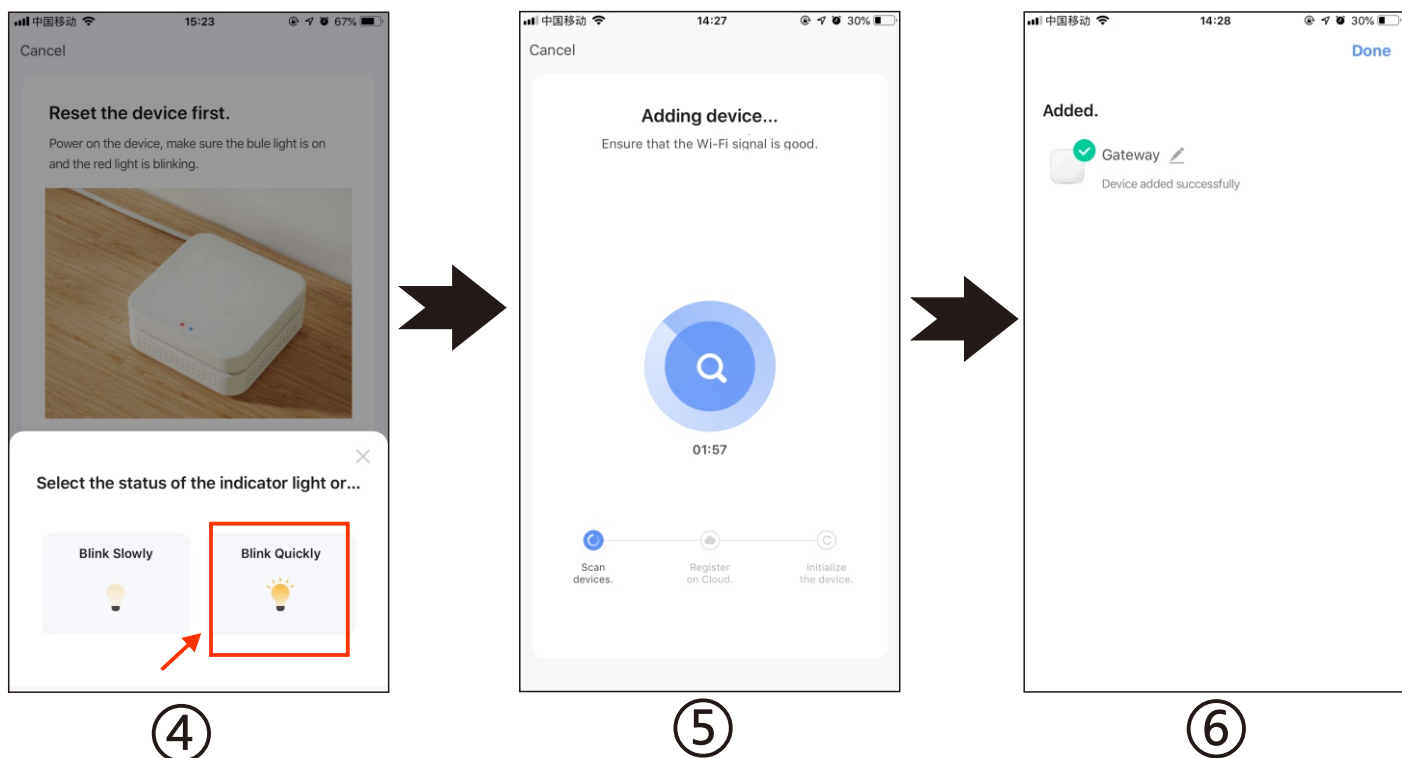 中国移动 15:23 67%
Cancel
Reset the device first.
Power on the device, make sure the bule light is on
and the red light is blinking.
Select the status of the indicator light or...
Blink Slowly
Blink Quickly
④
中国移动 14:27 30%
Cancel
Adding device...
Ensure that the Wi-Fi signal is good.
01:57
Scan
devices.
Register
on Cloud.
Initialize
the device.
⑤
中国移动 14:28 30%
Done
Added.
Gateway
Device added successfully
⑥